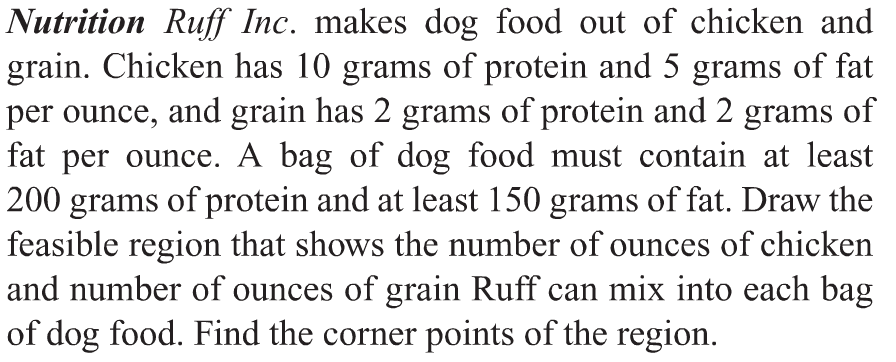 Nutrition Ruff Inc. makes dog food out of chicken and
grain. Chicken has 10 grams of protein and 5 grams of fat
per ounce, and grain has 2 grams of protein and 2 grams of
fat per ounce. A bag of dog food must contain at least
200 grams of protein and at least 150 grams of fat. Draw the
feasible region that shows the number of ounces of chicken
and number of ounces of grain Ruff can mix into each bag
of dog food. Find the corner points of the region.